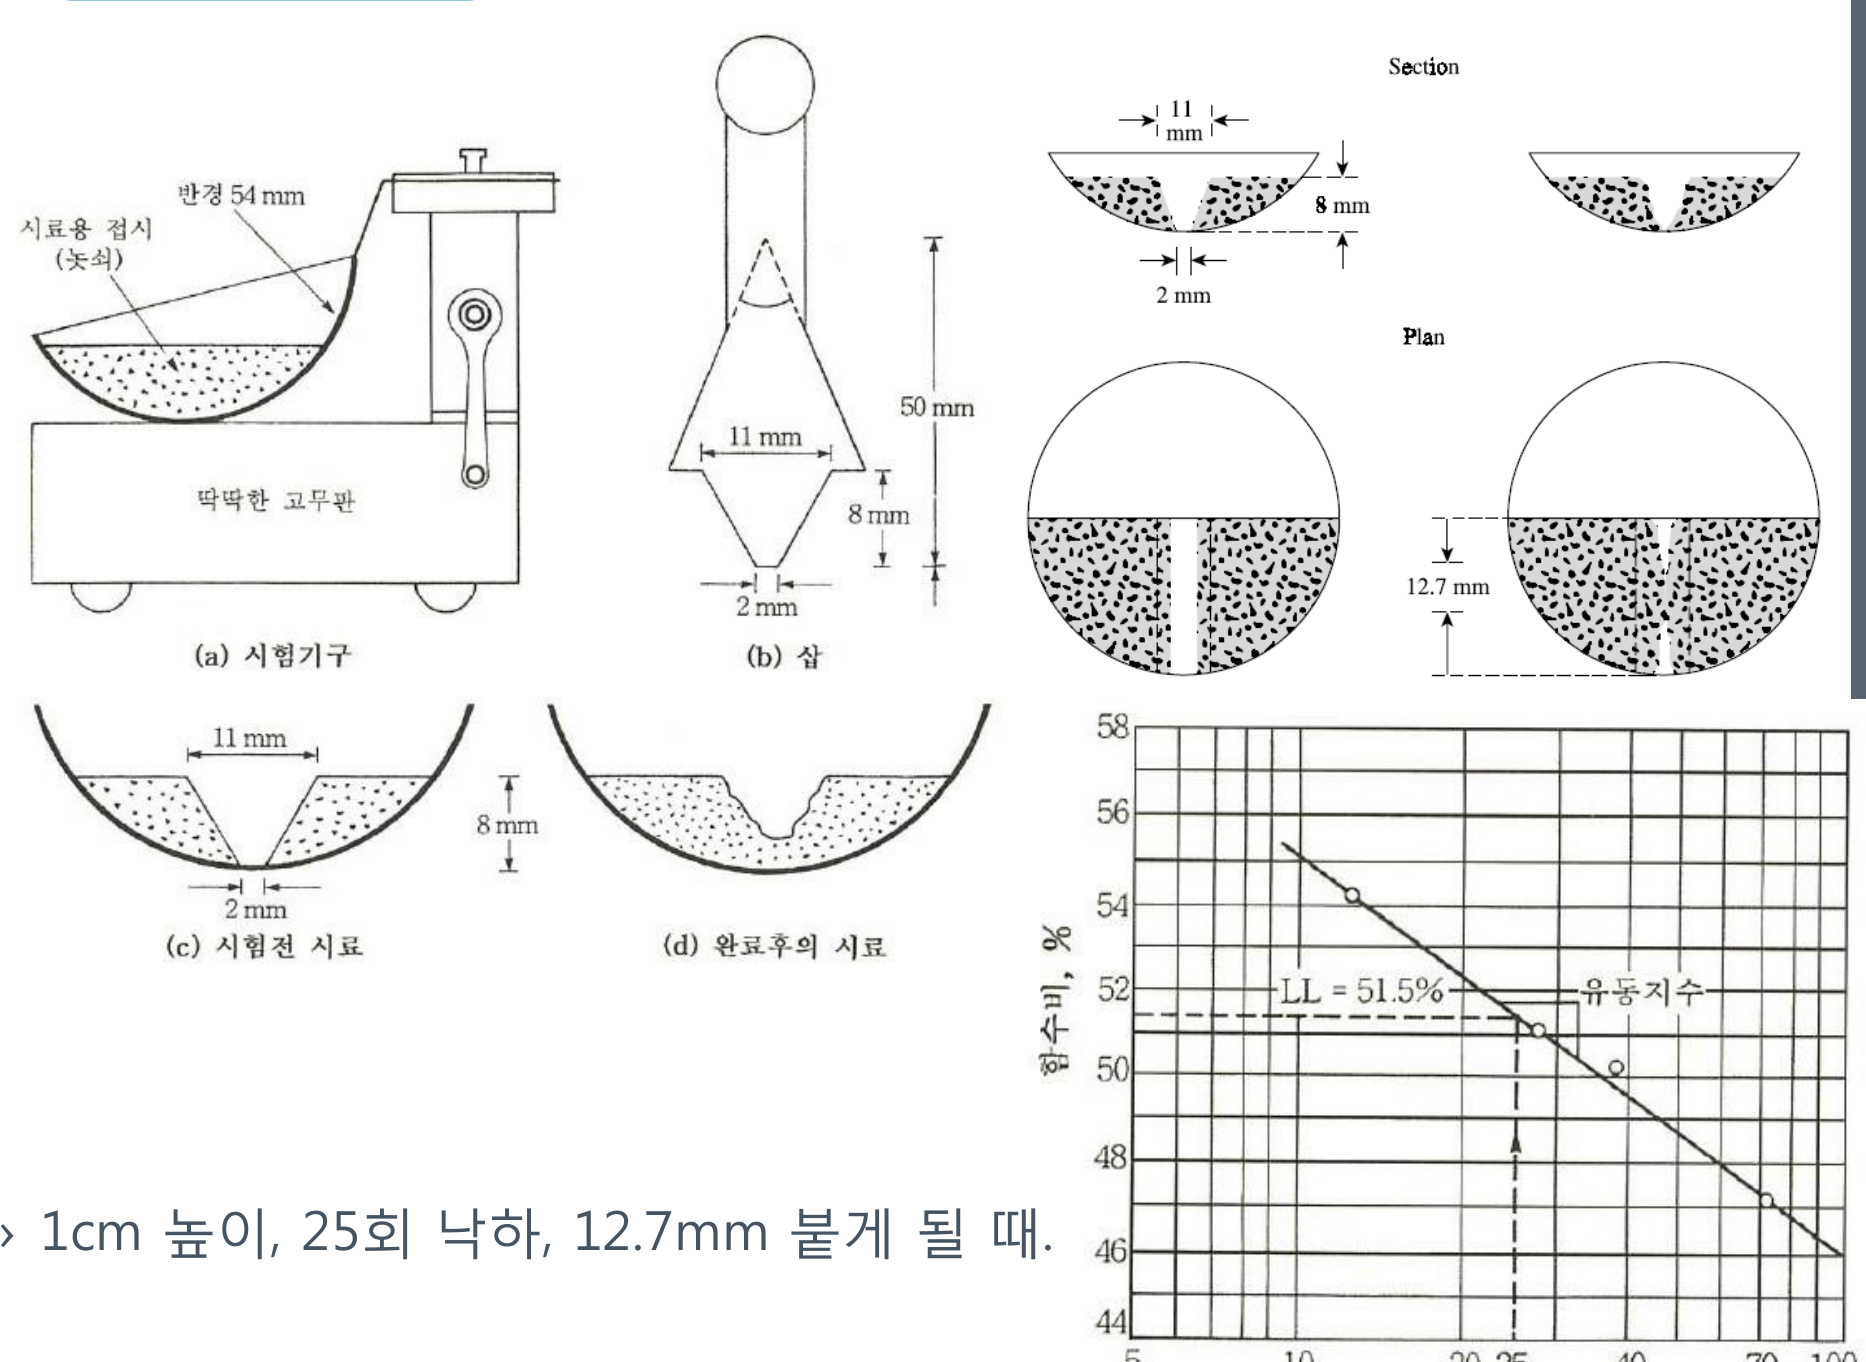 반경 54 mm
시료용 접시
(놋쇠)
딱딱한 고무판
(a) 시험기구
50 mm
11 mm
8 mm
2 mm
(b) 삽
Section
11
mm
8 mm
2 mm
Plan
12.7 mm
11 mm
8 mm
2 mm
(c) 시험전 시료
(d) 완료후의 시료
› 1cm 높이, 25회 낙하, 12.7mm 붙게 될 때.
58
56
54
52
50
48
46
44
함수비, %
LL = 51.5%
유동지수
5 10 20 25 40 70 100